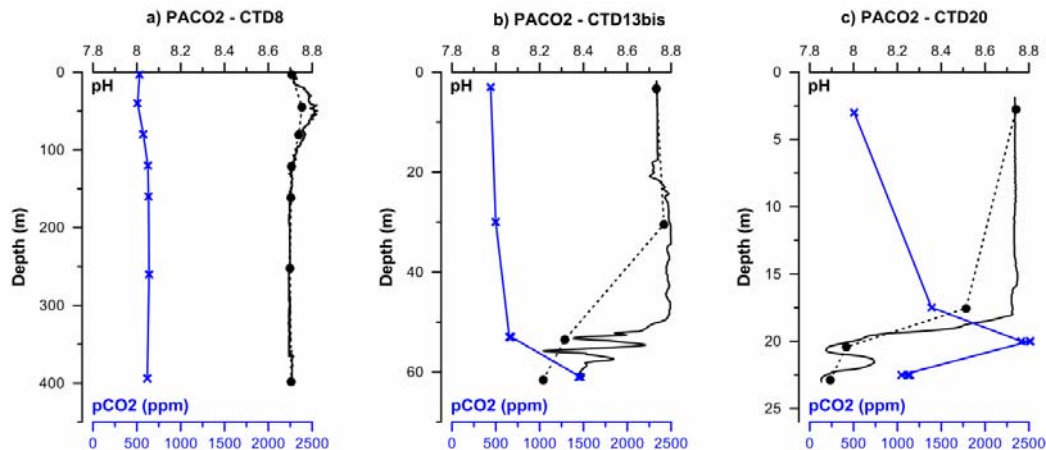 a) PACO2 - CTD8
7.8 8 8.2 8.4 8.6 8.8
pH
0
100
200
300
400
Depth (m)
pCO2 (ppm)
0 500 1000 1500 2000 2500
b) PACO2 - CTD13bis
7.8 8 8.2 8.4 8.6 8.8
pH
0
20
40
60
Depth (m)
pCO2 (ppm)
0 500 1000 1500 2000 2500
c) PACO2 - CTD20
7.8 8 8.2 8.4 8.6 8.8
pH
0
5
10
15
20
25
Depth (m)
pCO2 (ppm)
0 500 1000 1500 2000 2500